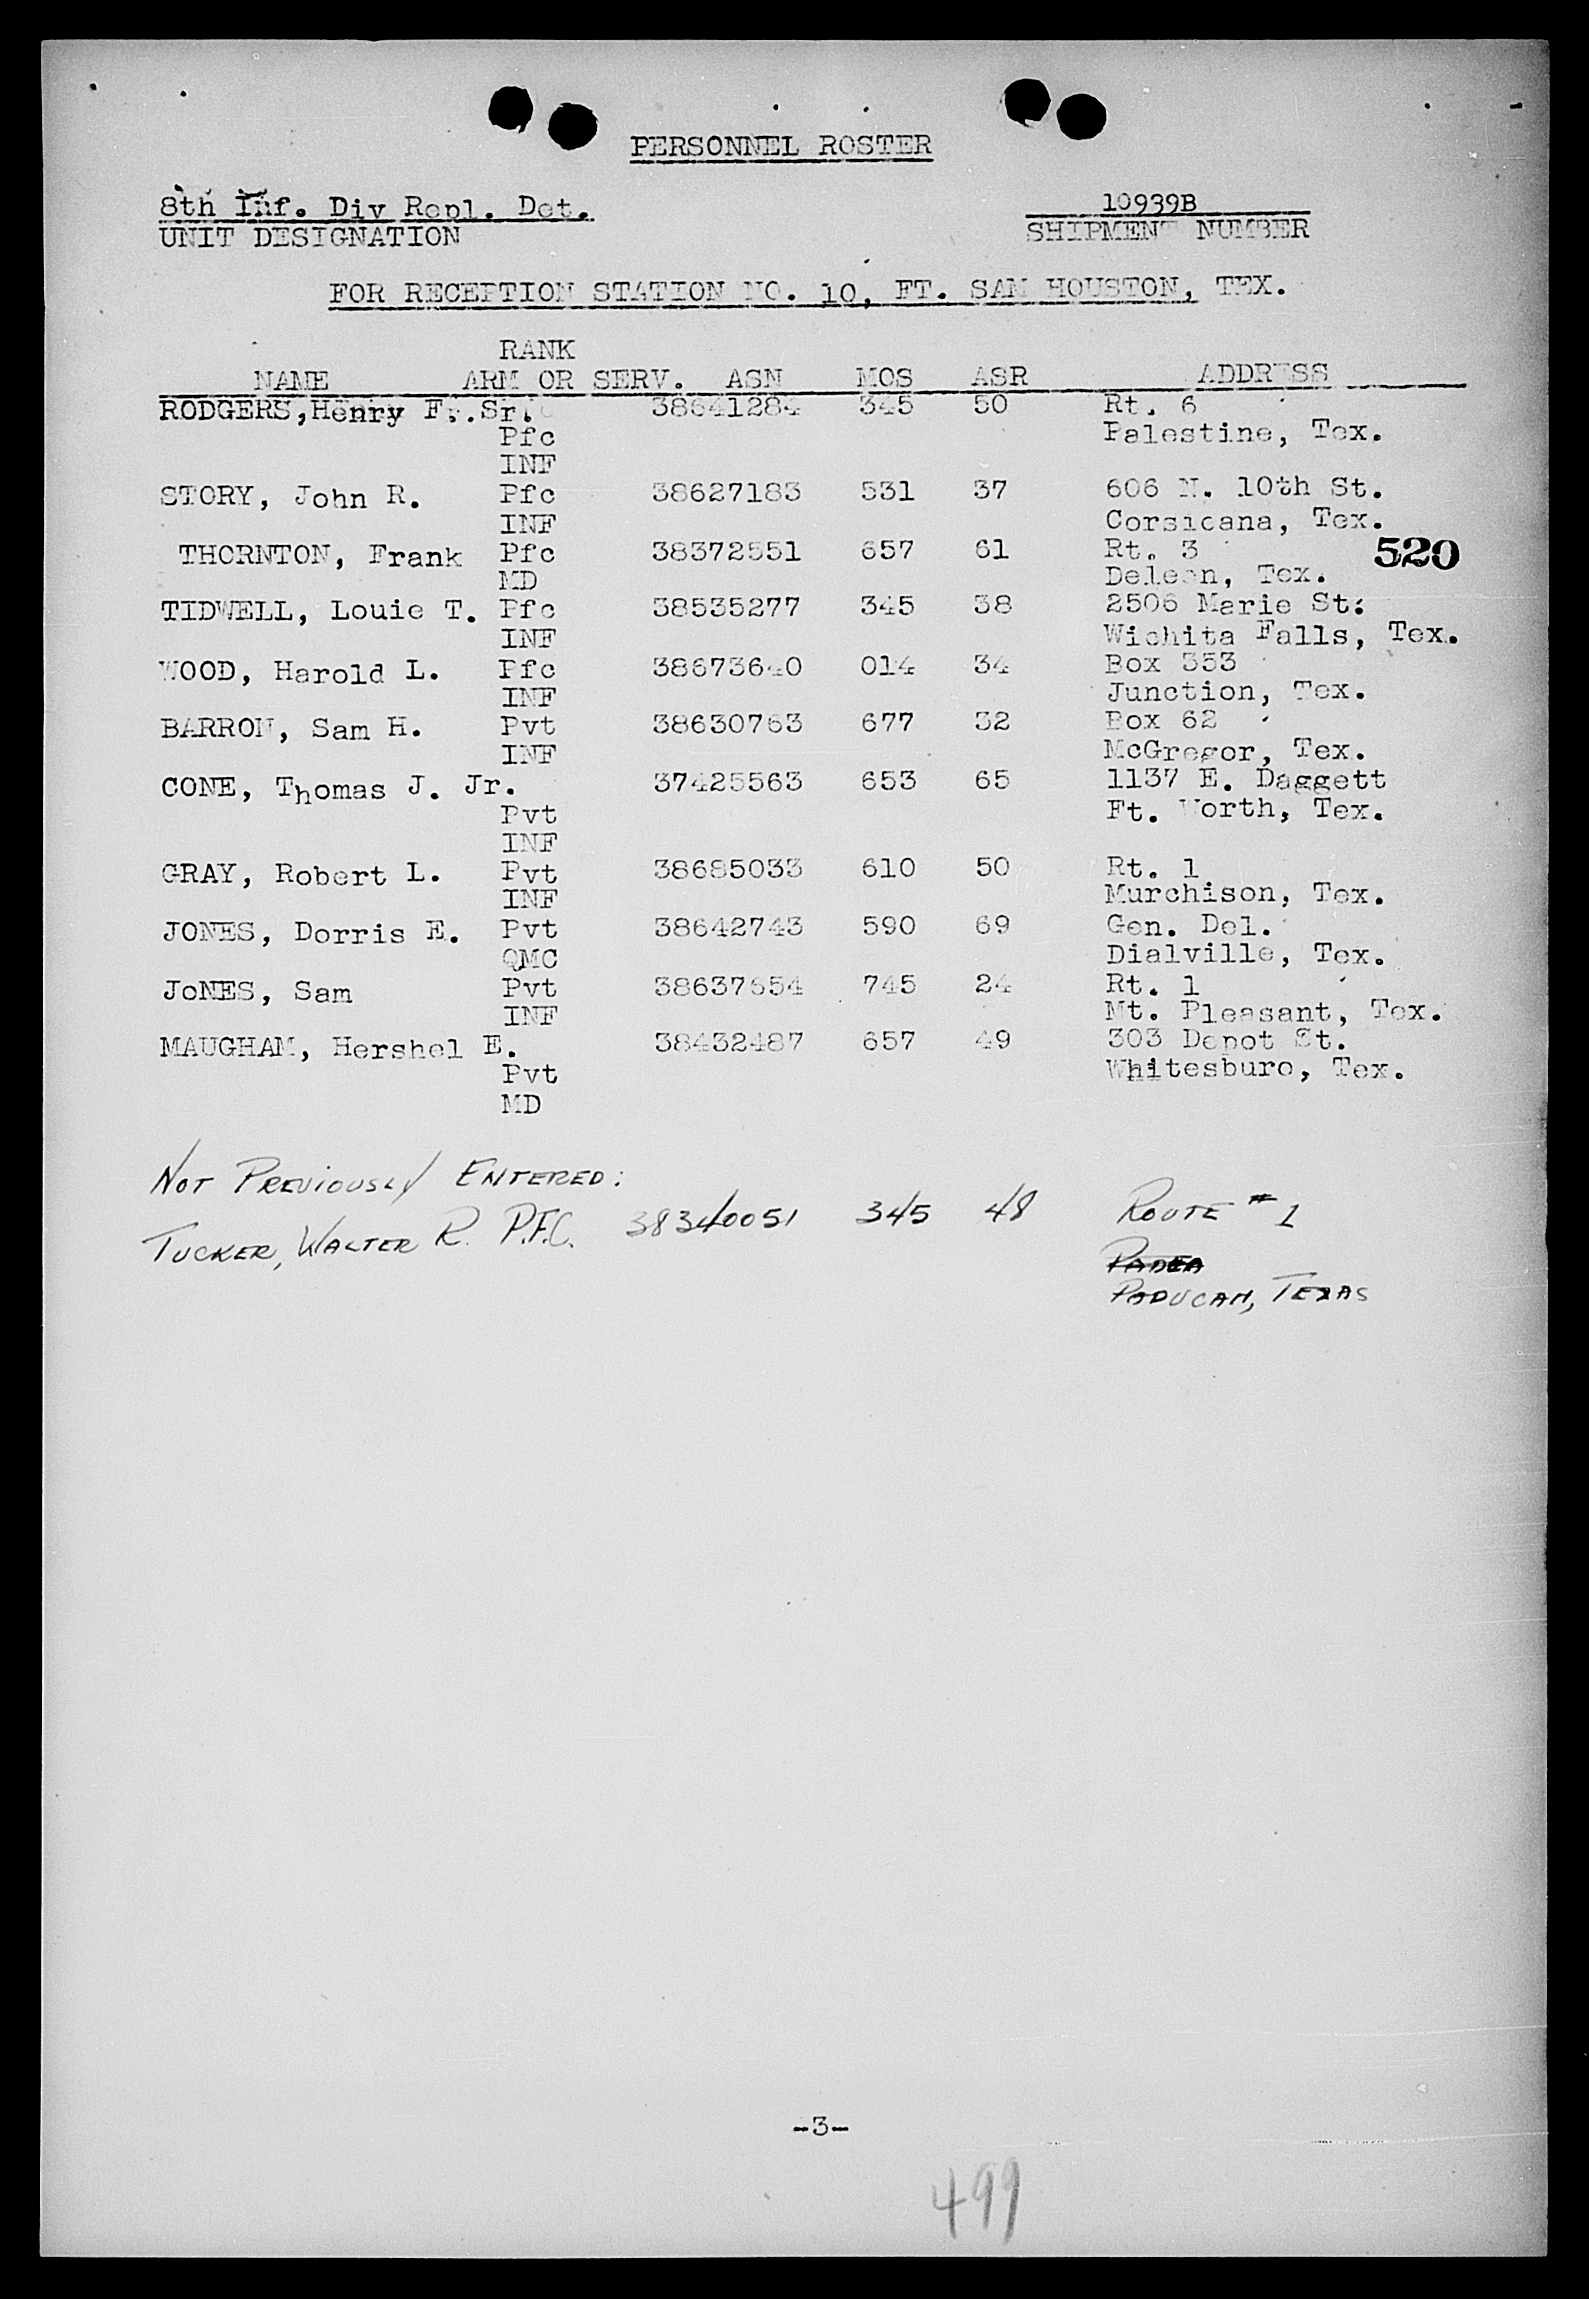 PERSONNEL ROSTER
8th Inf. Div Repl. Det. 10939B
UNIT DESIGNATION SHIPMENT NUMBER
FOR RECEPTION STATION NO. 10, FT. SAM HOUSTON, TEX.
RANK
NAME ARM OR SERV. ASN MOS ASR ADDRESS
RODGERS, Henry F. Sr. 38641284 345 50 Rt. 6
Pfc Palestine, Tex.
INF
STORY, John R. Pfc 38627183 531 37 606 N. 10th St.
INF Corsicana, Tex.
THORNTON, Frank Pfc 38372551 657 61 Rt. 3 520
MD Deleon, Tex.
TIDWELL, Louie T. Pfc 38535277 345 38 2506 Marie St.
INF Wichita Falls, Tex.
WOOD, Harold L. Pfc 38673640 014 34 Box 353
INF Junction, Tex.
BARRON, Sam H. Pvt 38630763 677 32 Box 62
INF McGregor, Tex.
CONE, Thomas J. Jr. 37425563 653 65 1137 E. Daggett
Pvt Ft. Worth, Tex.
INF
GRAY, Robert L. Pvt 38685033 610 50 Rt. 1
INF Murchison, Tex.
JONES, Dorris E. Pvt 38642743 590 69 Gen. Del.
QMC Dialville, Tex.
JoNES, Sam Pvt 38637654 745 24 Rt. 1
INF Mt. Pleasant, Tex.
MAUGHAM, Hershel E. 38432487 657 49 303 Depot St.
Pvt Whitesburo, Tex.
MD
NOT PREVIOUSLY ENTERED:
TUCKER, WALTER R. P.F.C. 38340051 345 48 ROUTE # 1
PADEA
PADUCAH, TEXAS
-3-
499